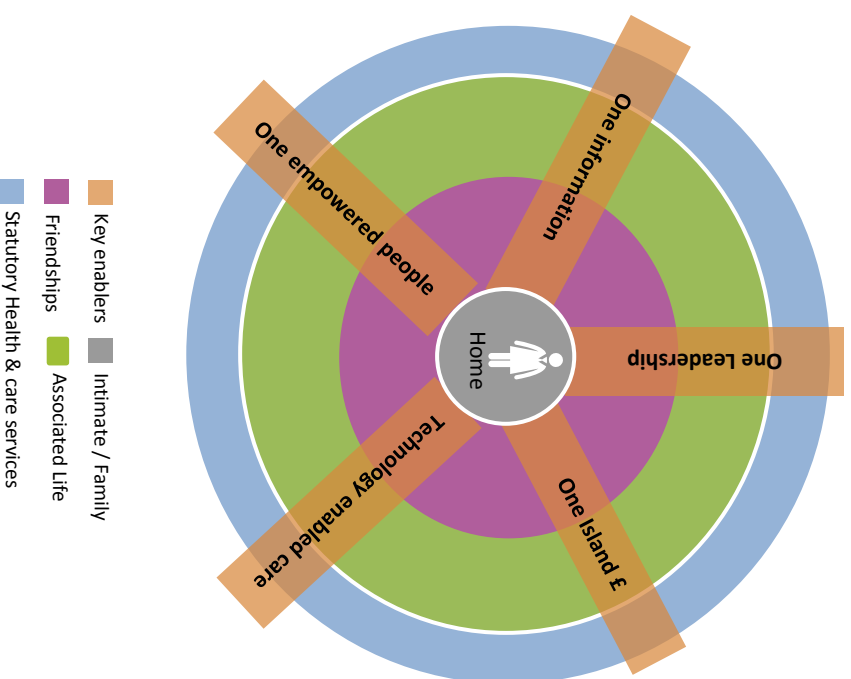 One Leadership
One information
One Island £
Home
One empowered people
Technology enabled care
Key enablers
Intimate / Family
Friendships
Associated Life
Statutory Health & care services